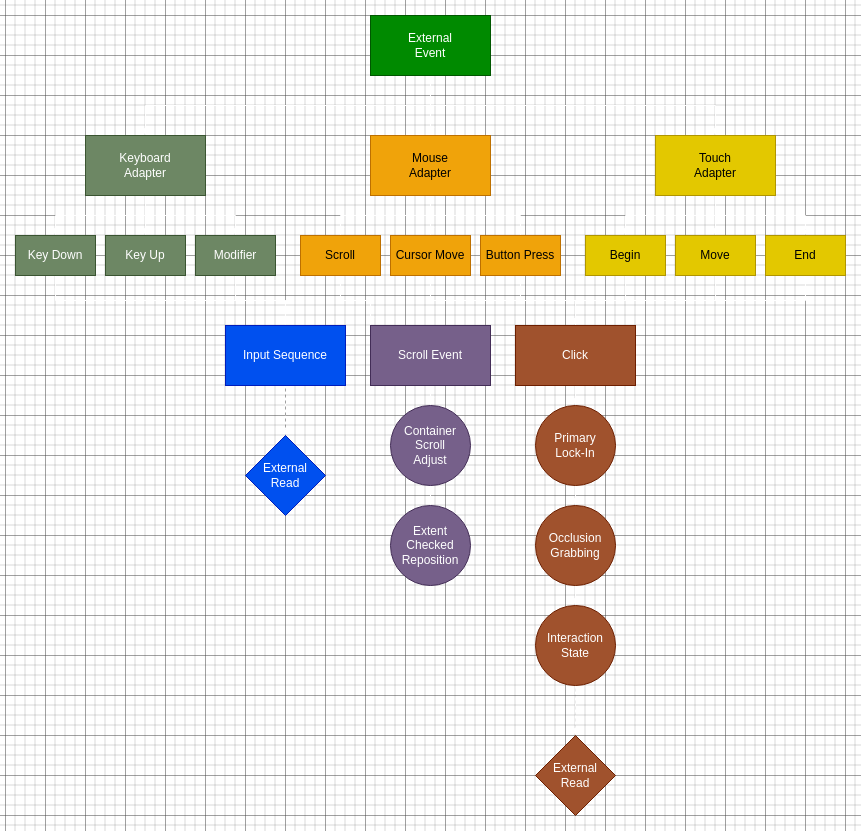 External
Event
Keyboard
Adapter
Mouse
Adapter
Touch
Adapter
Key Down
Key Up
Modifier
Scroll
Cursor Move
Button Press
Begin
Move
End
Input Sequence
Scroll Event
Click
Container
Scroll
Adjust
Primary
Lock-In
External
Read
Extent
Checked
Reposition
Occlusion
Grabbing
Interaction
State
External
Read